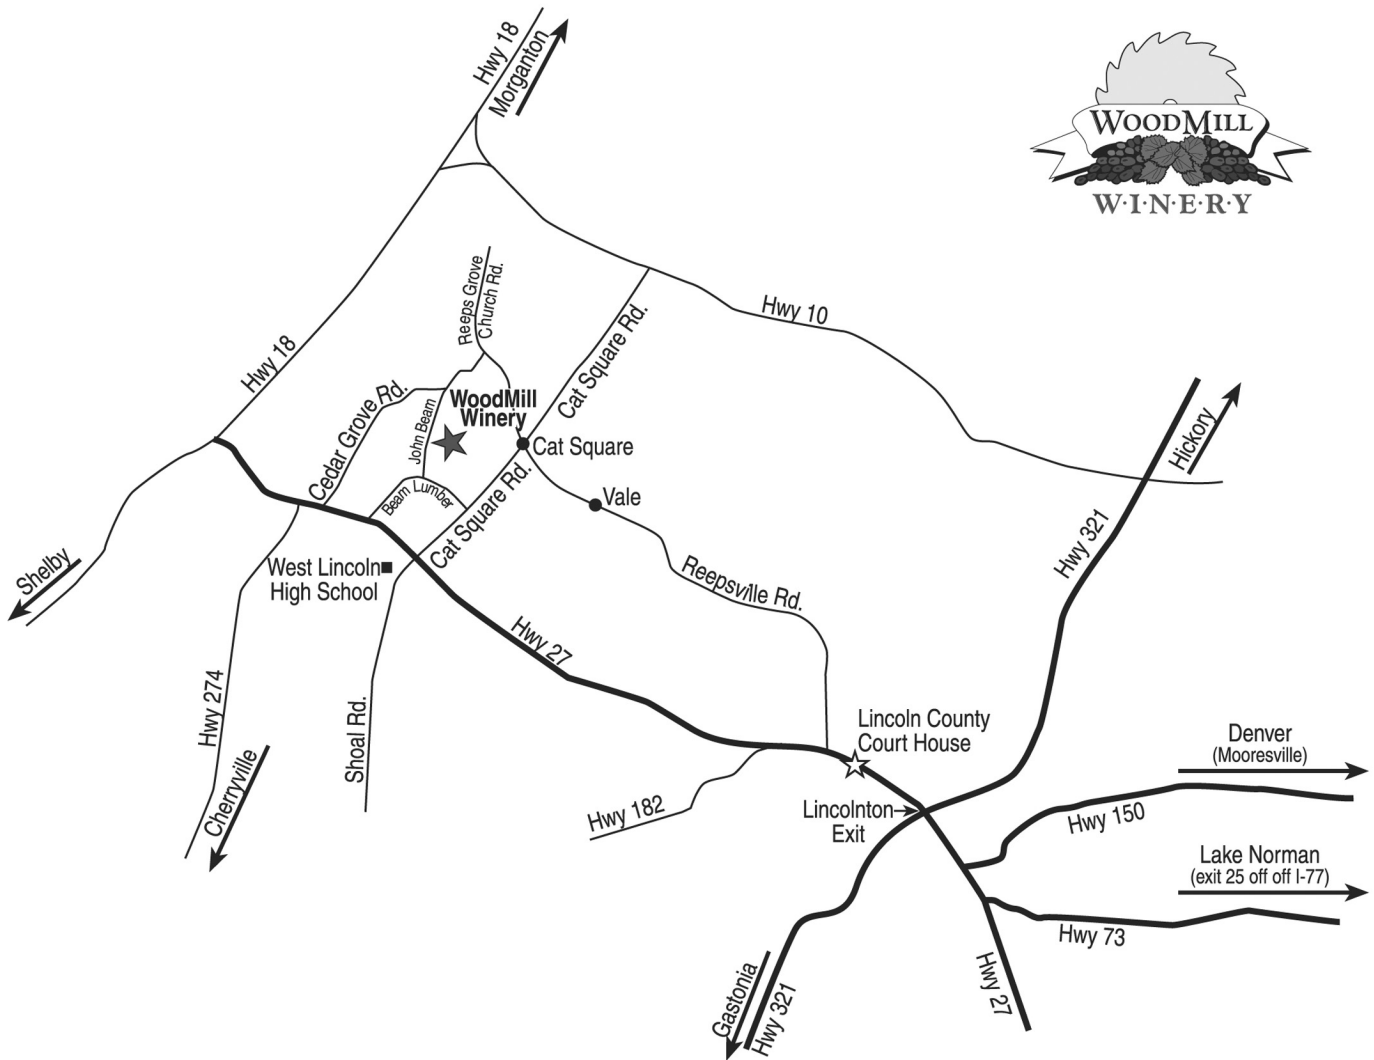 Hwy 18
Morganton
WOODMILL
W·I·N·E·R·Y
Reeps Grove
Church Rd.
Hwy 10
Hwy 18
Cat Square Rd.
Cedar Grove Rd.
John Beam
WoodMill
Winery
Cat Square
Hickory
Beam Lumber
Cat Square Rd.
Vale
Hwy 321
Shelby
West Lincoln
High School
Reepsville Rd.
Hwy 27
Hwy 274
Shoal Rd.
Lincoln County
Court House
Denver
(Mooresville)
Cherryville
Hwy 182
Lincolnton
Exit
Hwy 150
Lake Norman
(exit 25 off off I-77)
Hwy 73
Gastonia
Hwy 321
Hwy 27